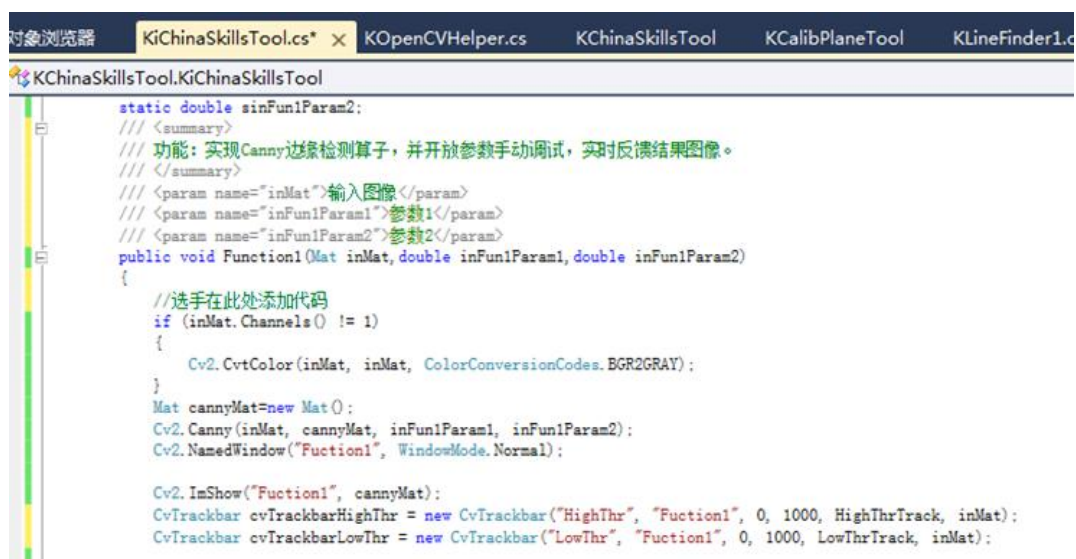 对象浏览器 KiChinaSkillsTool.cs* × KOpenCVHelper.cs KChinaSkillsTool KCalibPlaneTool KLineFinder1.c
KChinaSkillsTool.KiChinaSkillsTool
static double sinFun1Param2;
/// <summary>
/// 功能：实现Canny边缘检测算子，并开放参数手动调试，实时反馈结果图像。
/// </summary>
/// <param name="inMat">输入图像</param>
/// <param name="inFun1Param1">参数1</param>
/// <param name="inFun1Param2">参数2</param>
public void Function1(Mat inMat,double inFun1Param1,double inFun1Param2)
{
//选手在此处添加代码
if (inMat.Channels() != 1)
{
Cv2.CvtColor(inMat, inMat, ColorConversionCodes.BGR2GRAY);
}
Mat cannyMat=new Mat();
Cv2.Canny(inMat, cannyMat, inFun1Param1, inFun1Param2);
Cv2.NamedWindow("Fuction1", WindowMode.Normal);
Cv2.ImShow("Fuction1", cannyMat);
CvTrackbar cvTrackbarHighThr = new CvTrackbar("HighThr", "Fuction1", 0, 1000, HighThrTrack, inMat);
CvTrackbar cvTrackbarLowThr = new CvTrackbar("LowThr", "Fuction1", 0, 1000, LowThrTrack, inMat);